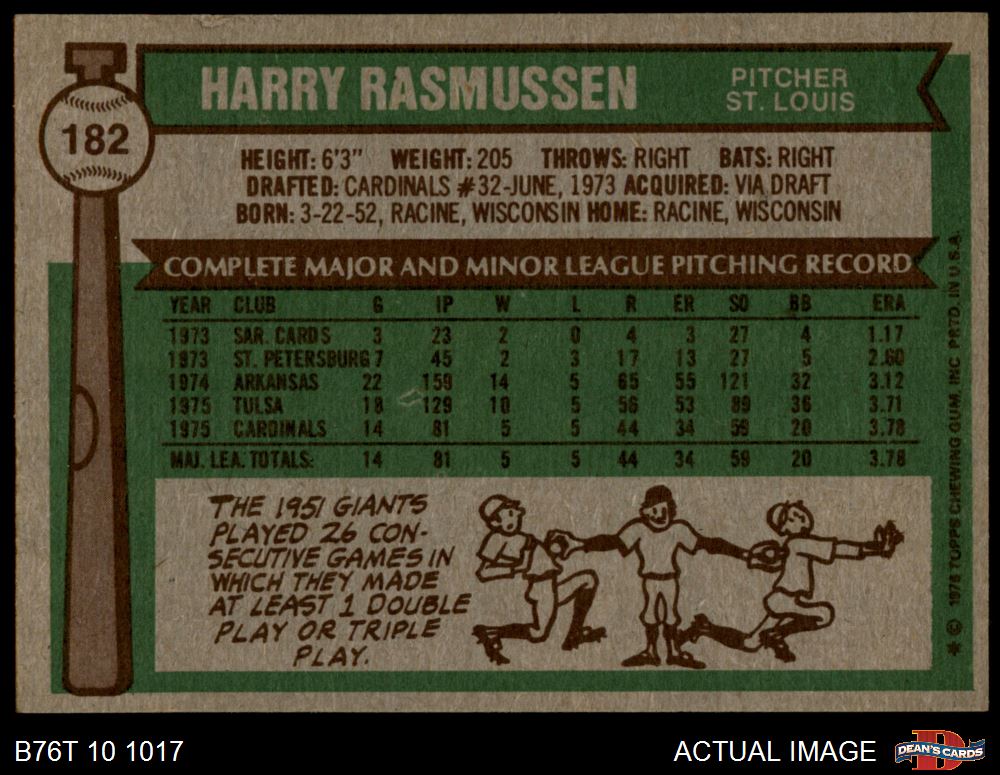 182
HARRY RASMUSSEN
PITCHER
ST. LOUIS
HEIGHT: 6'3" WEIGHT: 205 THROWS: RIGHT BATS: RIGHT
DRAFTED: CARDINALS #32-JUNE, 1973 ACQUIRED: VIA DRAFT
BORN: 3-22-52, RACINE, WISCONSIN HOME: RACINE, WISCONSIN
COMPLETE MAJOR AND MINOR LEAGUE PITCHING RECORD
YEAR CLUB G IP W L R ER SO BB ERA
1973 SAR. CARDS 3 23 2 0 4 3 27 4 1.17
1973 ST. PETERSBURG 7 45 2 3 17 13 27 5 2.60
1974 ARKANSAS 22 159 14 5 65 55 121 32 3.12
1975 TULSA 18 129 10 5 56 53 89 36 3.71
1975 CARDINALS 14 81 5 5 44 34 59 20 3.78
MAJ. LEA. TOTALS: 14 81 5 5 44 34 59 20 3.78
THE 1951 GIANTS
PLAYED 26 CON-
SECUTIVE GAMES IN
WHICH THEY MADE
AT LEAST 1 DOUBLE
PLAY OR TRIPLE
PLAY.
* © 1976 TOPPS CHEWING GUM, INC. PRTD. IN U.S.A.
B76T 10 1017
ACTUAL IMAGE
DEAN'S CARDS